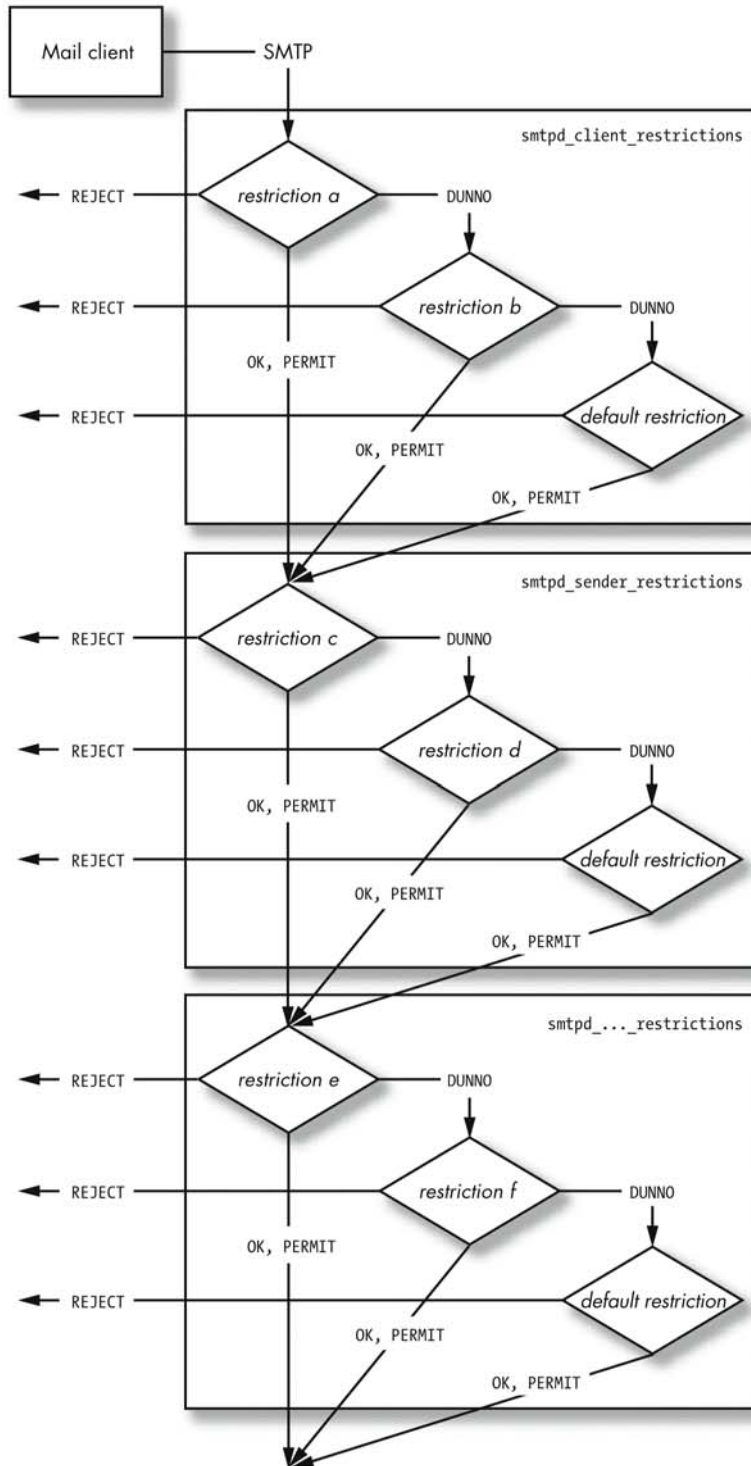 Mail client
SMTP
smtpd_client_restrictions
REJECT
restriction a
DUNNO
REJECT
restriction b
DUNNO
OK, PERMIT
REJECT
default restriction
OK, PERMIT
OK, PERMIT
smtpd_sender_restrictions
REJECT
restriction c
DUNNO
REJECT
restriction d
DUNNO
OK, PERMIT
REJECT
default restriction
OK, PERMIT
OK, PERMIT
smtpd_..._restrictions
REJECT
restriction e
DUNNO
REJECT
restriction f
DUNNO
OK, PERMIT
REJECT
default restriction
OK, PERMIT
OK, PERMIT